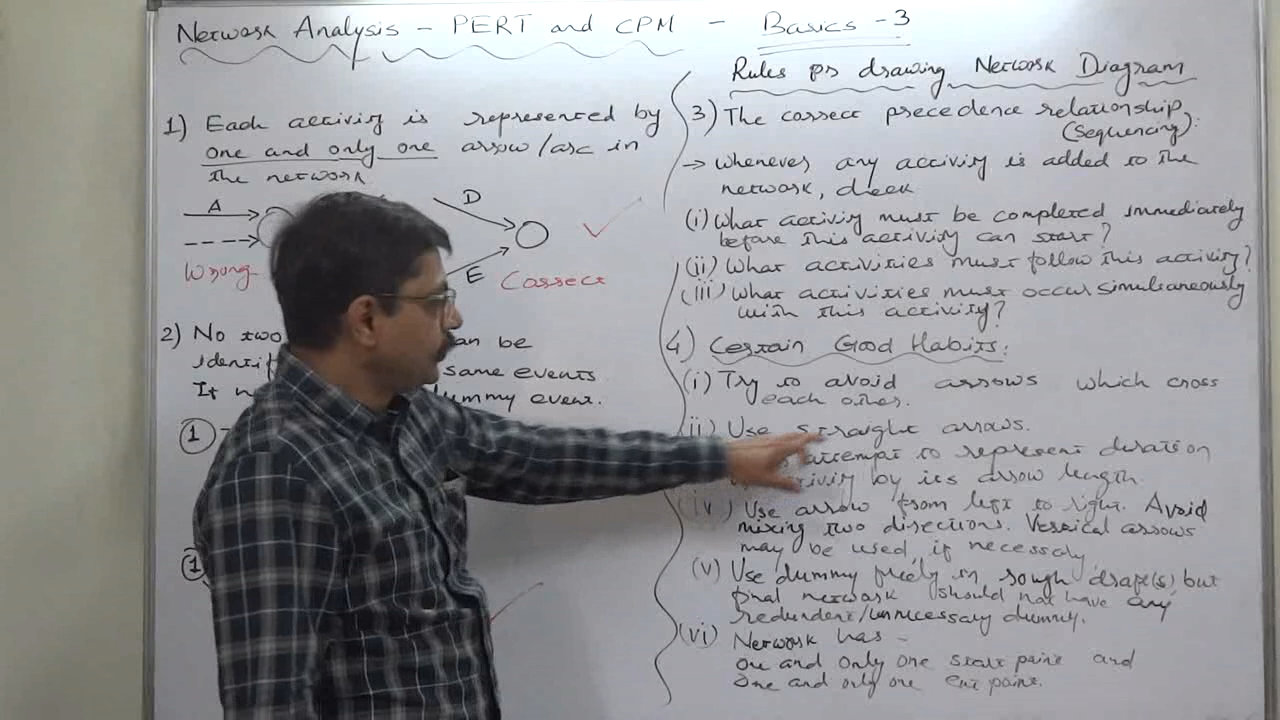 Network Analysis – PERT and CPM – Basics -3
1) Each activity is represented by
one and only one arrow/arc in
the network
A
D
E
Wrong
Correct
2) No two can be
identif same events.
If ummy event.
1
1
Rules for drawing Network Diagram
3) The correct precedence relationship
(sequencing):
→ Whenever any activity is added to the
network, check
(i) What activity must be completed immediately
before this activity can start?
(ii) What activities must follow this activity?
(iii) What activities must occur simultaneously
with this activity?
4) Certain Good Habits:
(i) Try to avoid arrows which cross
each other.
(ii) Use straight arrows.
attempt to represent duration
by its arrow length.
(iv) Use arrow from left to right. Avoid
mixing two directions. Vertical arrows
may be used if necessary
(v) Use dummy freely in rough draft(s) but
final network should not have any
redundent/unnecessary dummy.
(vi) Network has –
one and only one start point and
one and only one end point.